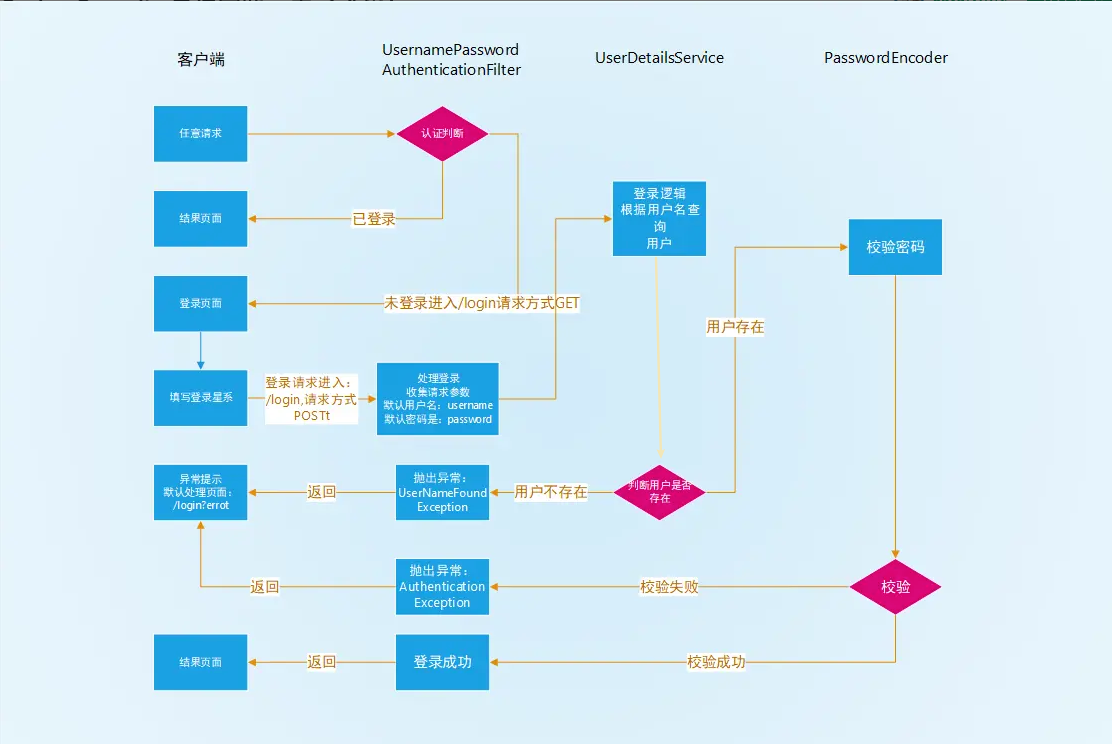 客户端
UsernamePassword
AuthenticationFilter
UserDetailsService
PasswordEncoder
任意请求
认证判断
结果页面
已登录
登录逻辑
根据用户名查
询
用户
校验密码
登录页面
未登录进入/login请求方式GET
用户存在
填写登录星系
登录请求进入：
/login,请求方式
POSTt
处理登录
收集请求参数
默认用户名：username
默认密码是：password
异常提示
默认处理页面：
/login?errot
返回
抛出异常：
UserNameFound
Exception
用户不存在
判断用户是否
存在
返回
抛出异常：
Authentication
Exception
校验失败
校验
结果页面
返回
登录成功
校验成功